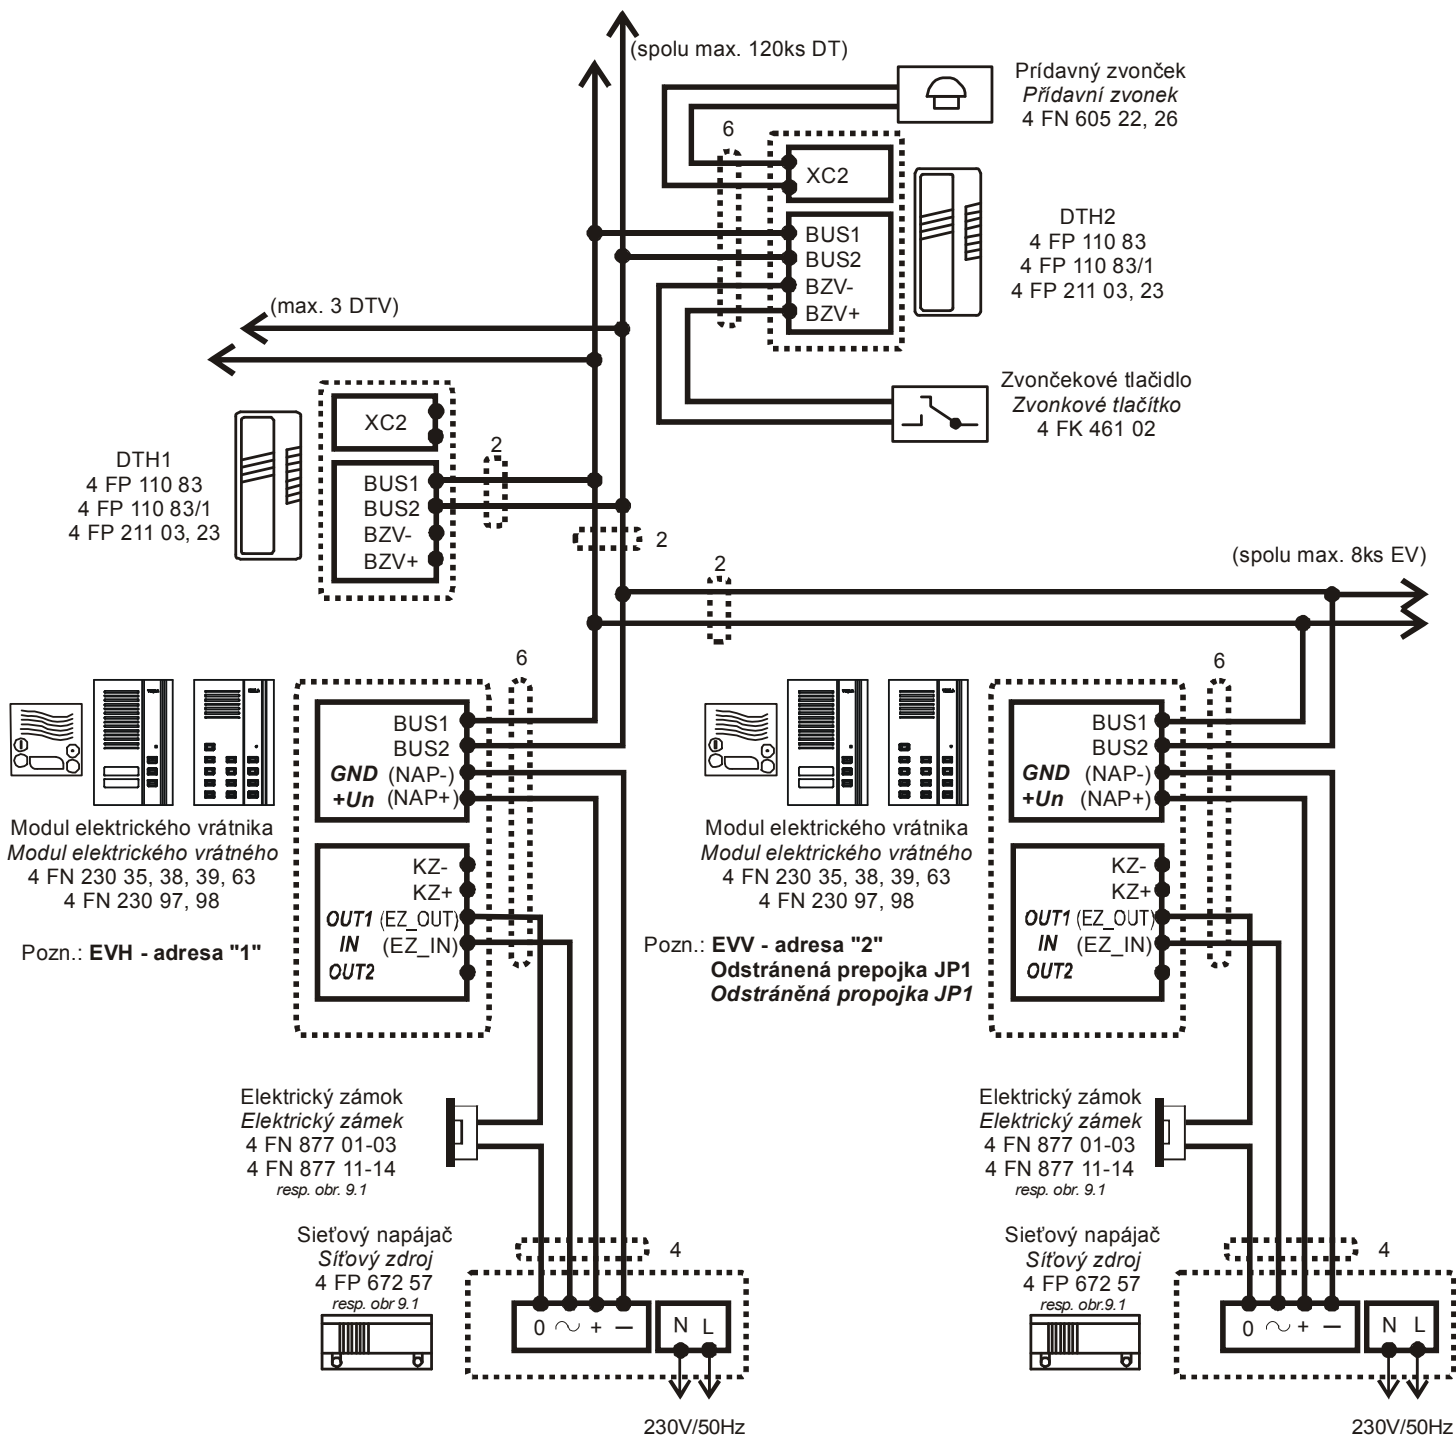 (spolu max. 120ks DT)
Prídavný zvonček
Přídavní zvonek
4 FN 605 22, 26
6
XC2
BUS1
BUS2
BZV-
BZV+
DTH2
4 FP 110 83
4 FP 110 83/1
4 FP 211 03, 23
(max. 3 DTV)
Zvončekové tlačidlo
Zvonkové tlačítko
4 FK 461 02
XC2
BUS1
BUS2
BZV-
BZV+
2
DTH1
4 FP 110 83
4 FP 110 83/1
4 FP 211 03, 23
2
2
(spolu max. 8ks EV)
6
BUS1
BUS2
GND (NAP-)
+Un (NAP+)
KZ-
KZ+
OUT1 (EZ_OUT)
IN (EZ_IN)
OUT2
Modul elektrického vrátnika
Modul elektrického vrátného
4 FN 230 35, 38, 39, 63
4 FN 230 97, 98
Pozn.: EVH - adresa "1"
6
BUS1
BUS2
GND (NAP-)
+Un (NAP+)
KZ-
KZ+
OUT1 (EZ_OUT)
IN (EZ_IN)
OUT2
Modul elektrického vrátnika
Modul elektrického vrátného
4 FN 230 35, 38, 39, 63
4 FN 230 97, 98
Pozn.: EVV - adresa "2"
Odstránená prepojka JP1
Odstráněná propojka JP1
Elektrický zámok
Elektrický zámek
4 FN 877 01-03
4 FN 877 11-14
resp. obr. 9.1
Sieťový napájač
Síťový zdroj
4 FP 672 57
resp. obr 9.1
4
0 ~ + —
N L
230V/50Hz
Elektrický zámok
Elektrický zámek
4 FN 877 01-03
4 FN 877 11-14
resp. obr. 9.1
Sieťový napájač
Síťový zdroj
4 FP 672 57
resp. obr.9.1
4
0 ~ + —
N L
230V/50Hz